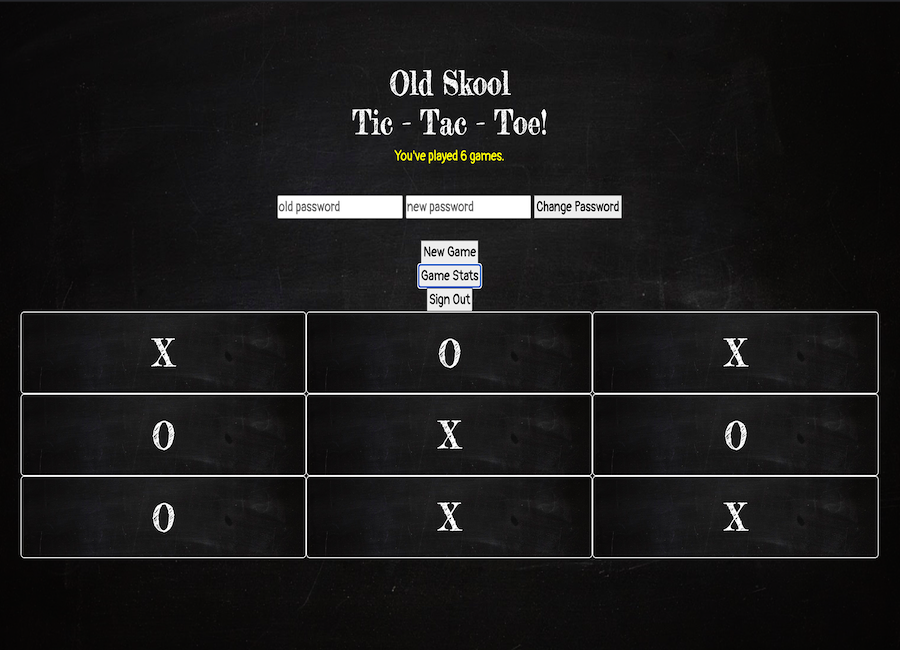 Old Skool
Tic - Tac - Toe!
You've played 6 games.
old password new password Change Password
New Game
Game Stats
Sign Out
X O X
O X O
O X X